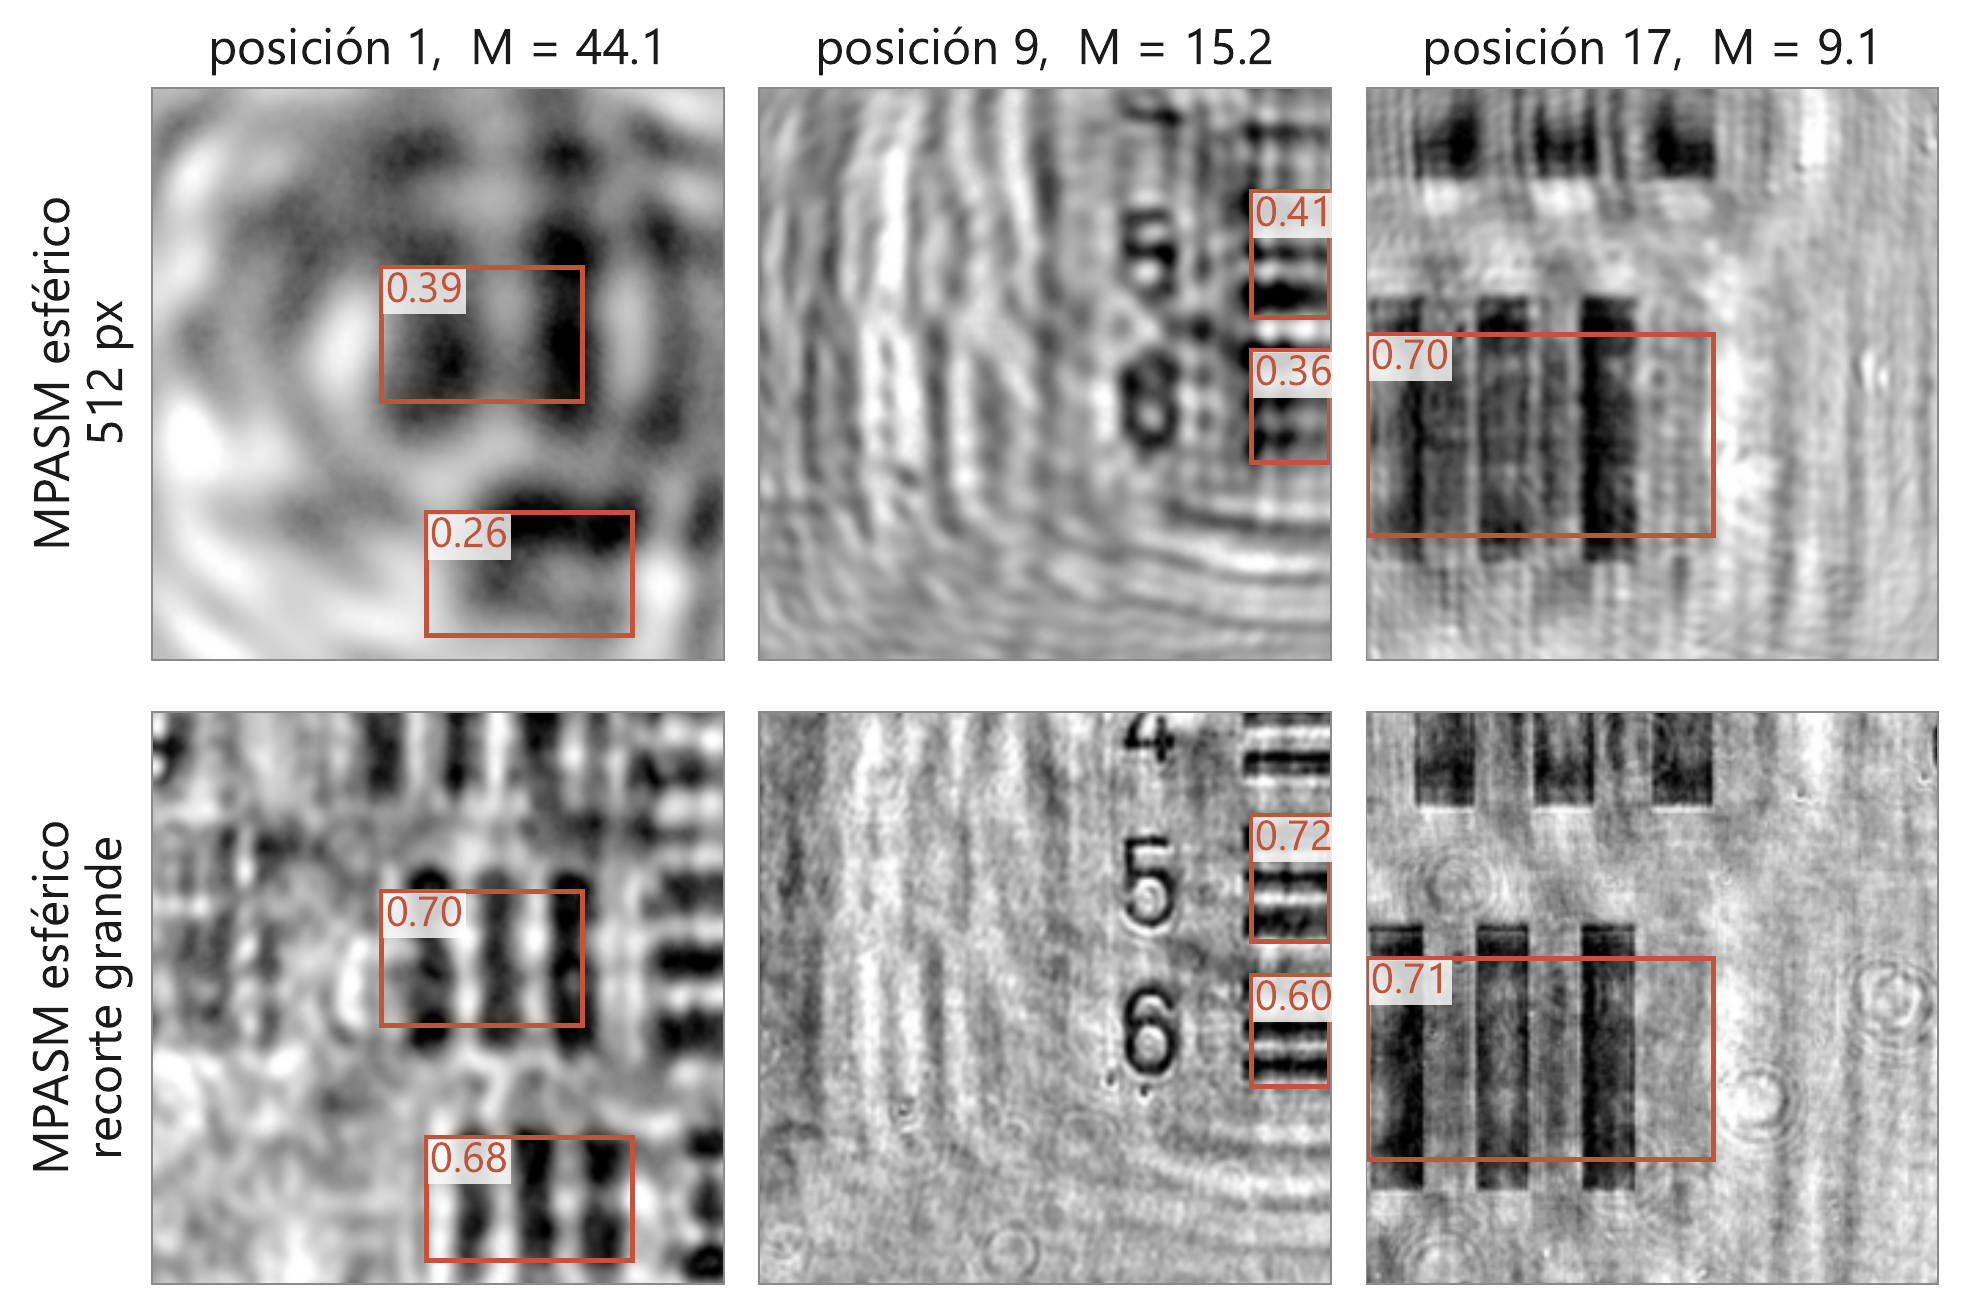 posición 1, M = 44.1
posición 9, M = 15.2
posición 17, M = 9.1
MPASM esférico
512 px
0.39
0.26
5
6
0.41
0.36
0.70
MPASM esférico
recorte grande
0.70
0.68
4
5
6
0.72
0.60
0.71